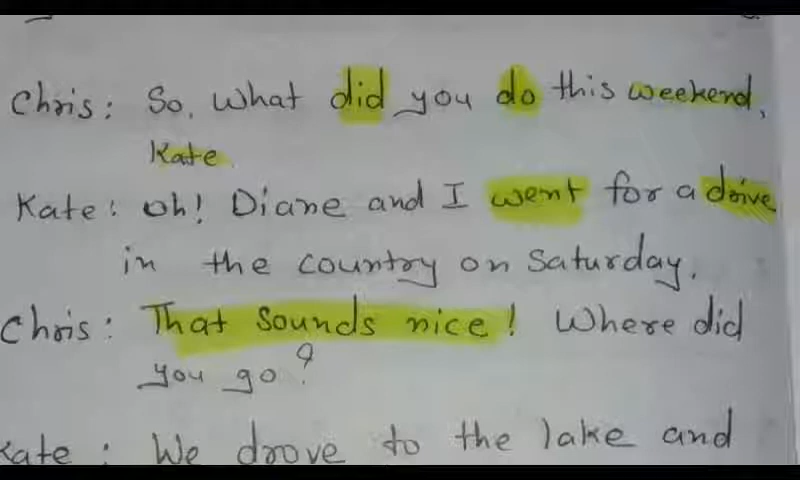 Chris: So, what did you do this weekend,
Kate
Kate: oh! Diane and I went for a drive
in the country on Saturday.
Chris: That sounds nice! Where did
you go?
Kate: We drove to the lake and